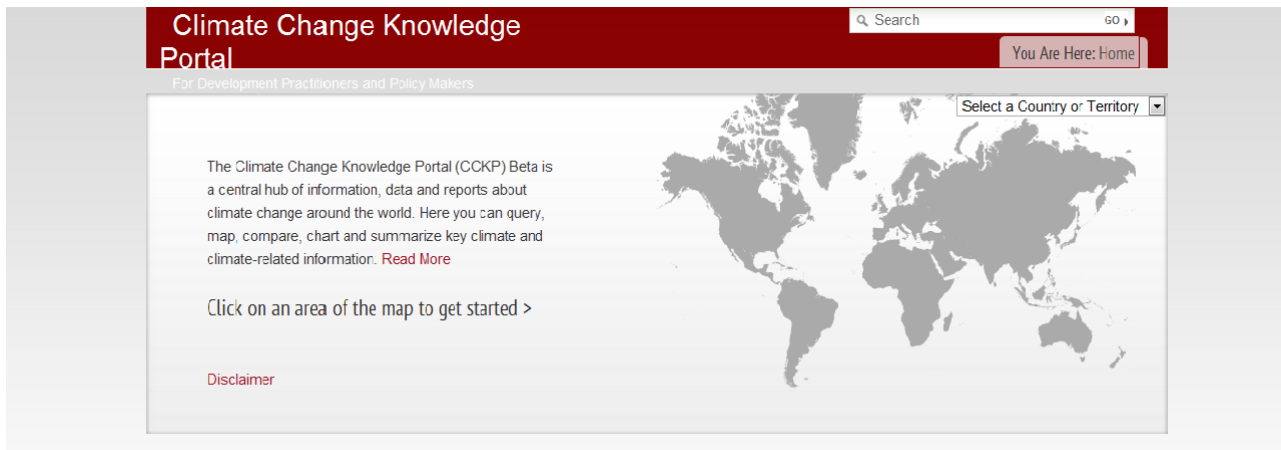 Climate Change Knowledge
Portal
For Development Practitioners and Policy Makers
Search
GO
You Are Here: Home
Select a Country or Territory
The Climate Change Knowledge Portal (CCKP) Beta is
a central hub of information, data and reports about
climate change around the world. Here you can query,
map, compare, chart and summarize key climate and
climate-related information. Read More
Click on an area of the map to get started >
Disclaimer